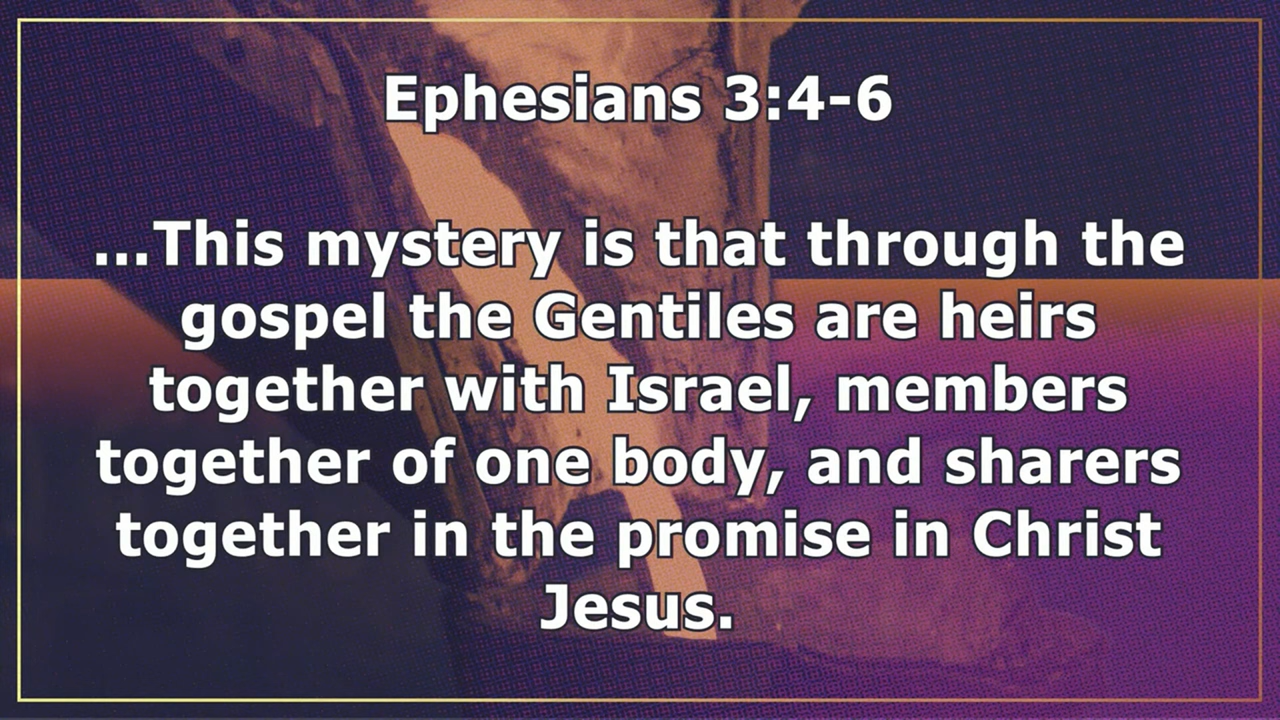 Ephesians 3:4-6
...This mystery is that through the
gospel the Gentiles are heirs
together with Israel, members
together of one body, and sharers
together in the promise in Christ
Jesus.